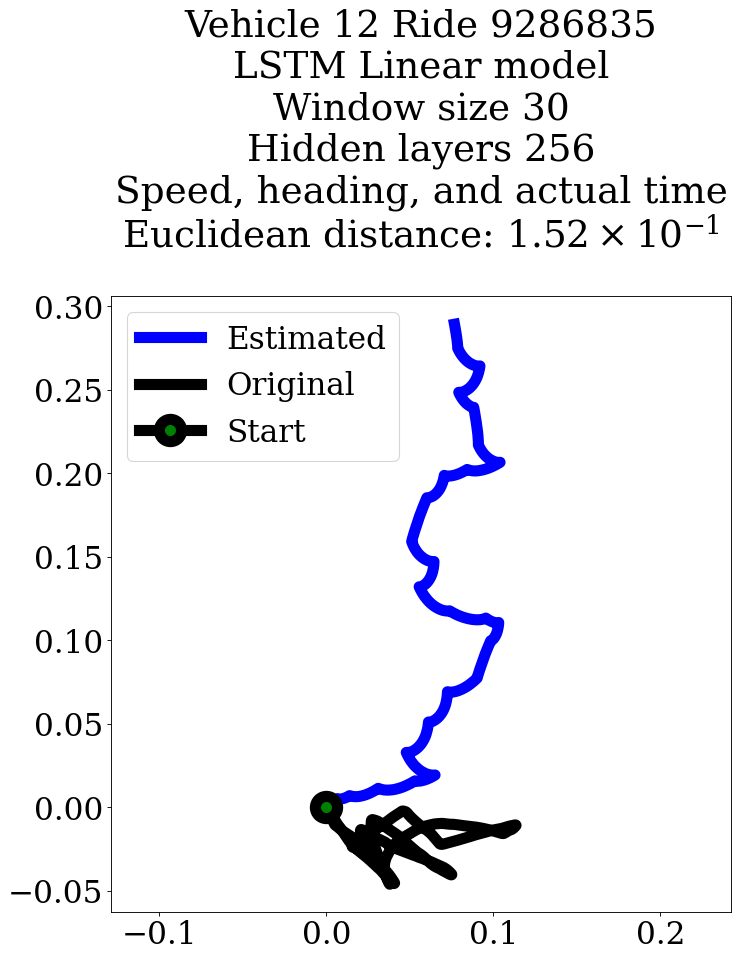 Vehicle 12 Ride 9286835
LSTM Linear model
Window size 30
Hidden layers 256
Speed, heading, and actual time
Euclidean distance: 1.52 × 10⁻¹
Estimated
Original
Start
0.30
0.25
0.20
0.15
0.10
0.05
0.00
−0.05
−0.1 0.0 0.1 0.2